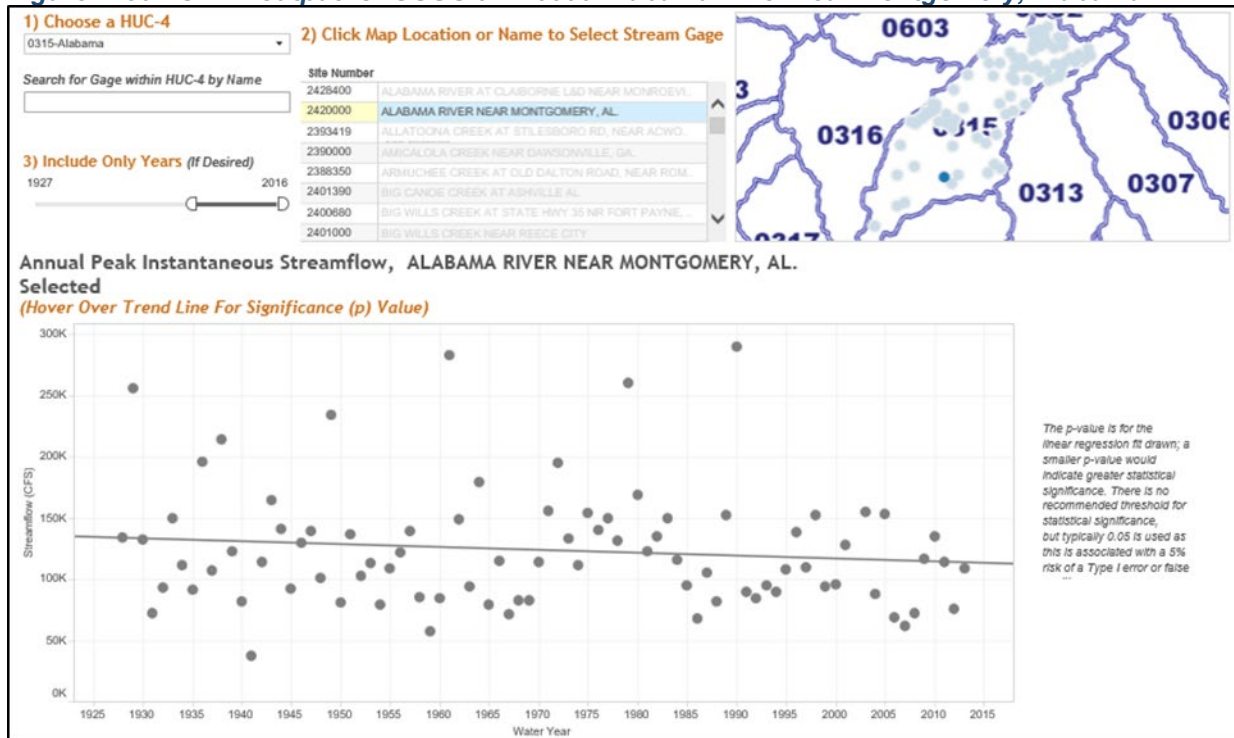 1) Choose a HUC-4
0315-Alabama
Search for Gage within HUC-4 by Name
3) Include Only Years (If Desired)
1927 2016
2) Click Map Location or Name to Select Stream Gage
Site Number
2428400 ALABAMA RIVER AT CLAIBORNE L&D NEAR MONROEVI..
2420000 ALABAMA RIVER NEAR MONTGOMERY, AL.
2393419 ALLATOONA CREEK AT STILESBORO RD, NEAR ACWO..
2390000 AMICALOLA CREEK NEAR DAWSONVILLE, GA.
2388350 ARMUCHEE CREEK AT OLD DALTON ROAD, NEAR ROM..
2401390 BIG CANOE CREEK AT ASHVILLE AL
2400680 BIG WILLS CREEK AT STATE HWY 35 NR FORT PAYNE, ..
2401000 BIG WILLS CREEK NEAR REECE CITY
0603
0316
0315
0306
0313
0307
0317
Annual Peak Instantaneous Streamflow, ALABAMA RIVER NEAR MONTGOMERY, AL.
Selected
(Hover Over Trend Line For Significance (p) Value)
Streamflow (CFS)
300K
250K
200K
150K
100K
50K
0K
1925 1930 1935 1940 1945 1950 1955 1960 1965 1970 1975 1980 1985 1990 1995 2000 2005 2010 2015
Water Year
The p-value is for the
linear regression fit drawn; a
smaller p-value would
indicate greater statistical
significance. There is no
recommended threshold for
statistical significance,
but typically 0.05 is used as
this is associated with a 5%
risk of a Type I error or false